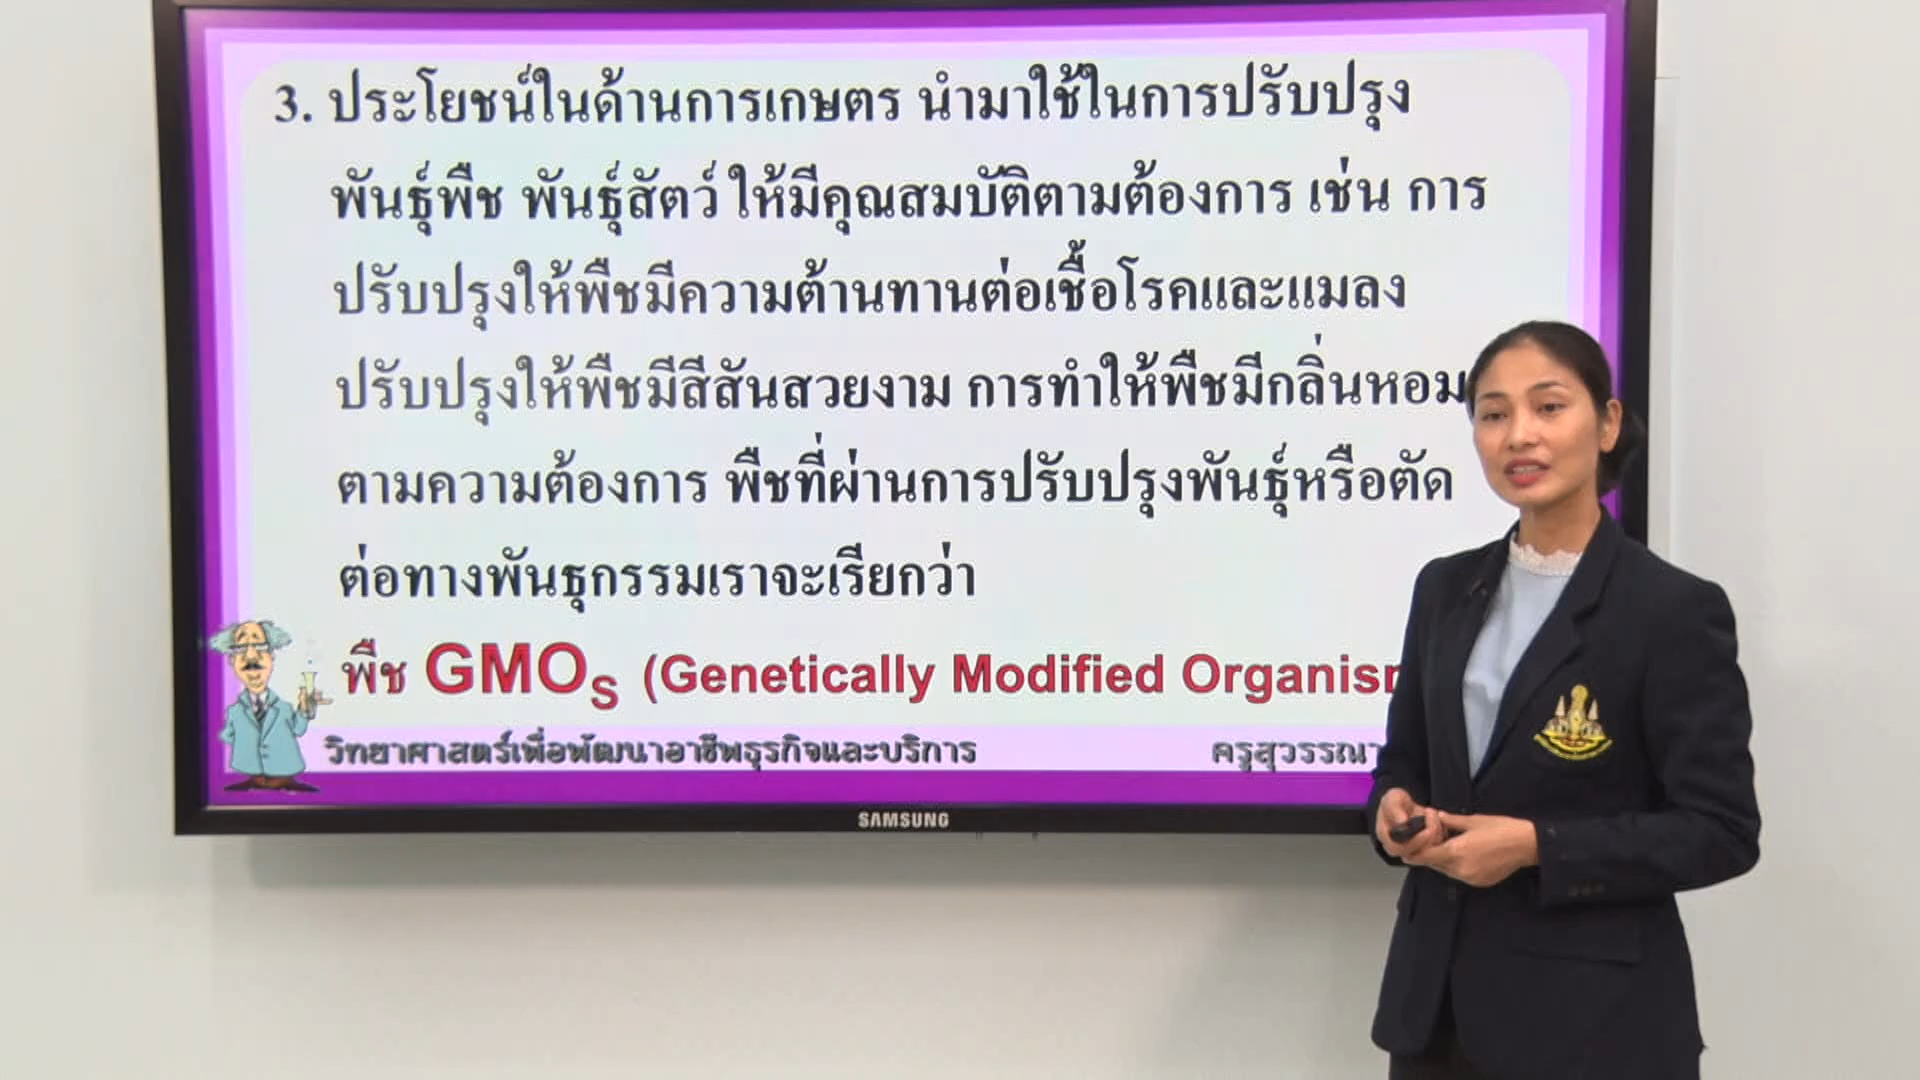 3. ประโยชน์ในด้านการเกษตร นำมาใช้ในการปรับปรุง
พันธุ์พืช พันธุ์สัตว์ ให้มีคุณสมบัติตามต้องการ เช่น การ
ปรับปรุงให้พืชมีความต้านทานต่อเชื้อโรคและแมลง
ปรับปรุงให้พืชมีสีสันสวยงาม การทำให้พืชมีกลิ่นหอม
ตามความต้องการ พืชที่ผ่านการปรับปรุงพันธุ์หรือตัด
ต่อทางพันธุกรรมเราจะเรียกว่า
พืช GMOs (Genetically Modified
วิทยาศาสตร์เพื่อพัฒนาอาชีพธุรกิจและบริการ ครูสุวรรณา
SAMSUNG